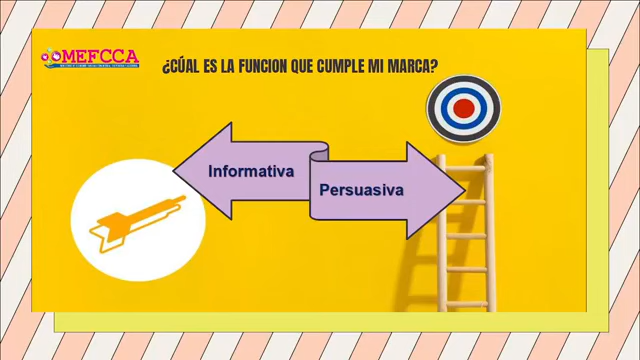 MEFCCA
¿CÚAL ES LA FUNCION QUE CUMPLE MI MARCA?
Informativa
Persuasiva